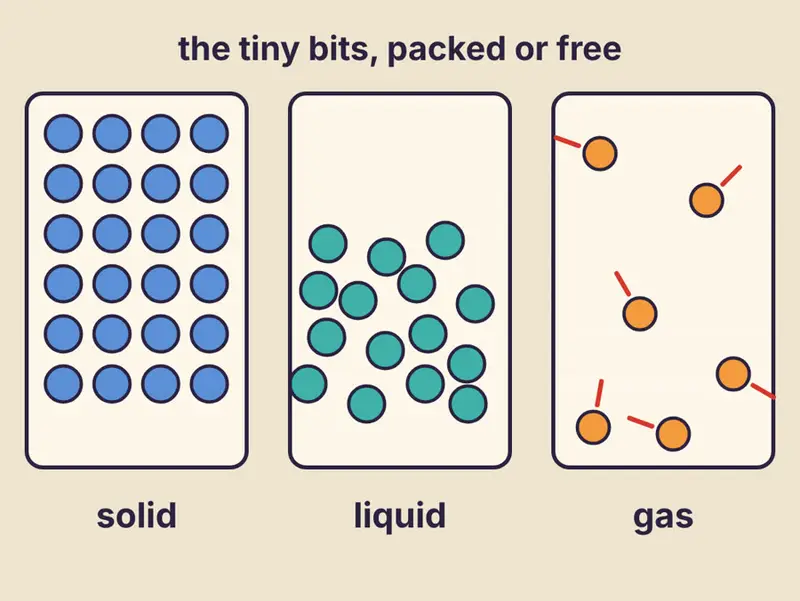 the tiny bits, packed or free
solid
liquid
gas